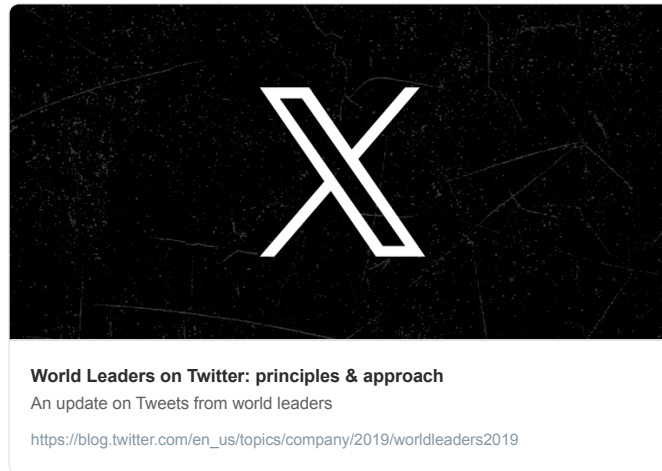 World Leaders on Twitter: principles & approach
An update on Tweets from world leaders
https://blog.twitter.com/en_us/topics/company/2019/worldleaders2019